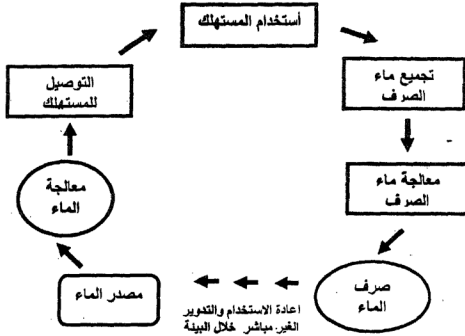 أستخدام المستهلك
تجميع ماء
الصرف
معالجة ماء
الصرف
صرف
الماء
اعادة الاستخدام والتدوير
الغير مباشر خلال البيئة
مصدر الماء
معالجة
الماء
التوصيل
للمستهلك